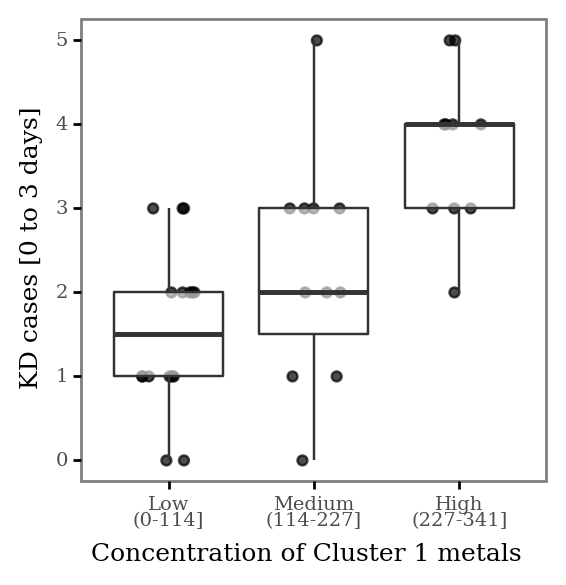 KD cases [0 to 3 days]
5
4
3
2
1
0
Low
(0-114]
Medium
(114-227]
High
(227-341]
Concentration of Cluster 1 metals